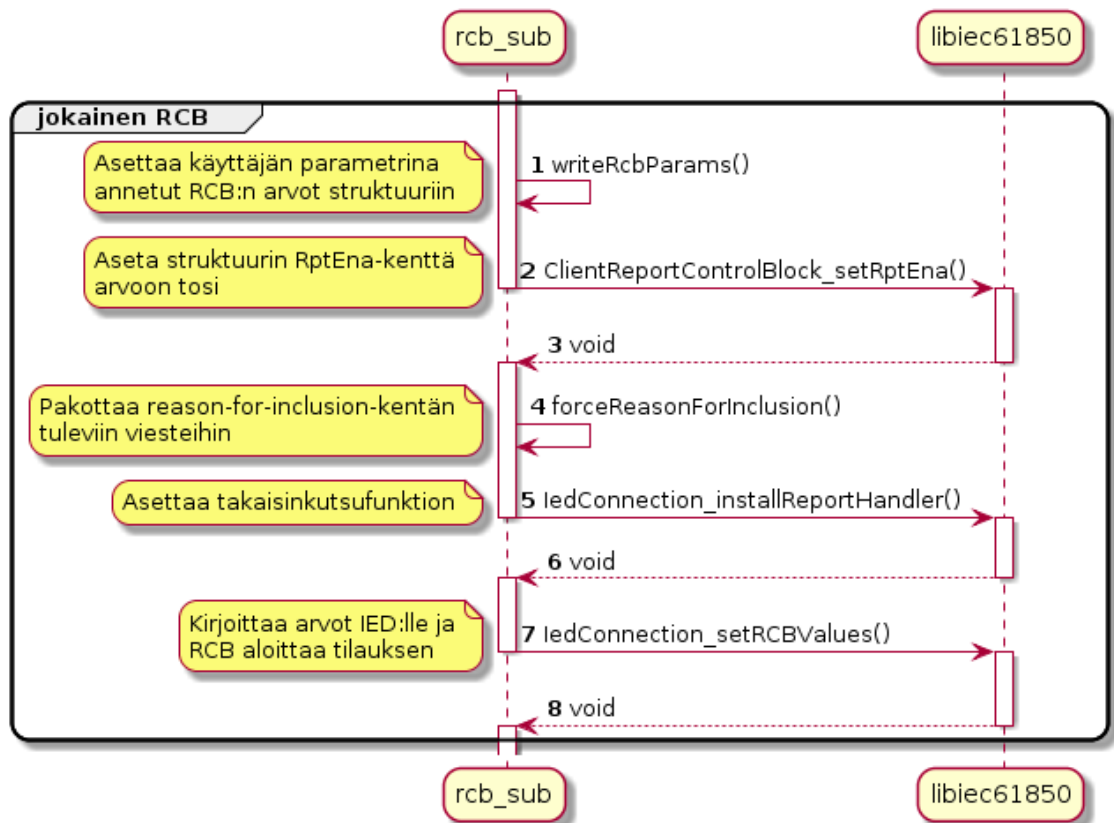 rcb_sub
libiec61850
jokainen RCB
Asettaa käyttäjän parametrina
annetut RCB:n arvot struktuuriin
1 writeRcbParams()
Aseta struktuurin RptEna-kenttä
arvoon tosi
2 ClientReportControlBlock_setRptEna()
3 void
Pakottaa reason-for-inclusion-kentän
tuleviin viesteihin
4 forceReasonForInclusion()
Asettaa takaisinkutsufunktion
5 IedConnection_installReportHandler()
6 void
Kirjoittaa arvot IED:lle ja
RCB aloittaa tilauksen
7 IedConnection_setRCBValues()
8 void
rcb_sub
libiec61850